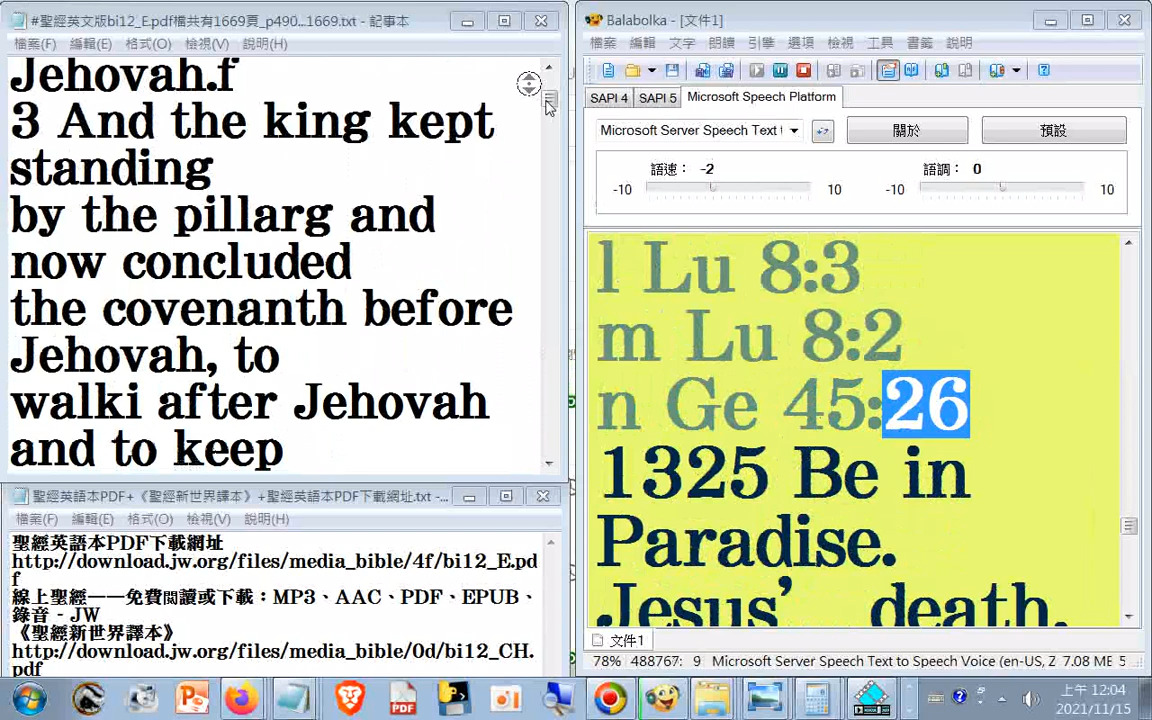 #聖經英文版bi12_E.pdf檔共有1669頁_p490...1669.txt - 記事本
檔案(F) 編輯(E) 格式(O) 檢視(V) 說明(H)
Jehovah.f
3 And the king kept
standing
by the pillarg and
now concluded
the covenanth before
Jehovah, to
walki after Jehovah
and to keep
聖經英語本PDF+《聖經新世界譯本》+聖經英語本PDF下載網址.txt -...
檔案(F) 編輯(E) 格式(O) 檢視(V) 說明(H)
聖經英語本PDF下載網址
http://download.jw.org/files/media_bible/4f/bi12_E.pd
f
線上聖經——免費閱讀或下載：MP3、AAC、PDF、EPUB、
錄音 - JW
《聖經新世界譯本》
http://download.jw.org/files/media_bible/0d/bi12_CH.
pdf
Balabolka - [文件1]
檔案 編輯 文字 朗讀 引擎 選項 檢視 工具 書籤 說明
SAPI 4 SAPI 5 Microsoft Speech Platform
Microsoft Server Speech Text t 關於 預設
語速： -2 語調： 0
-10 10 -10 10
l Lu 8:3
m Lu 8:2
n Ge 45:26
1325 Be in
Paradise.
Jesus’ death.
文件1
78% 488767: 9 Microsoft Server Speech Text to Speech Voice (en-US, Z 7.08 ME 5
PDF
上午 12:04
2021/11/15